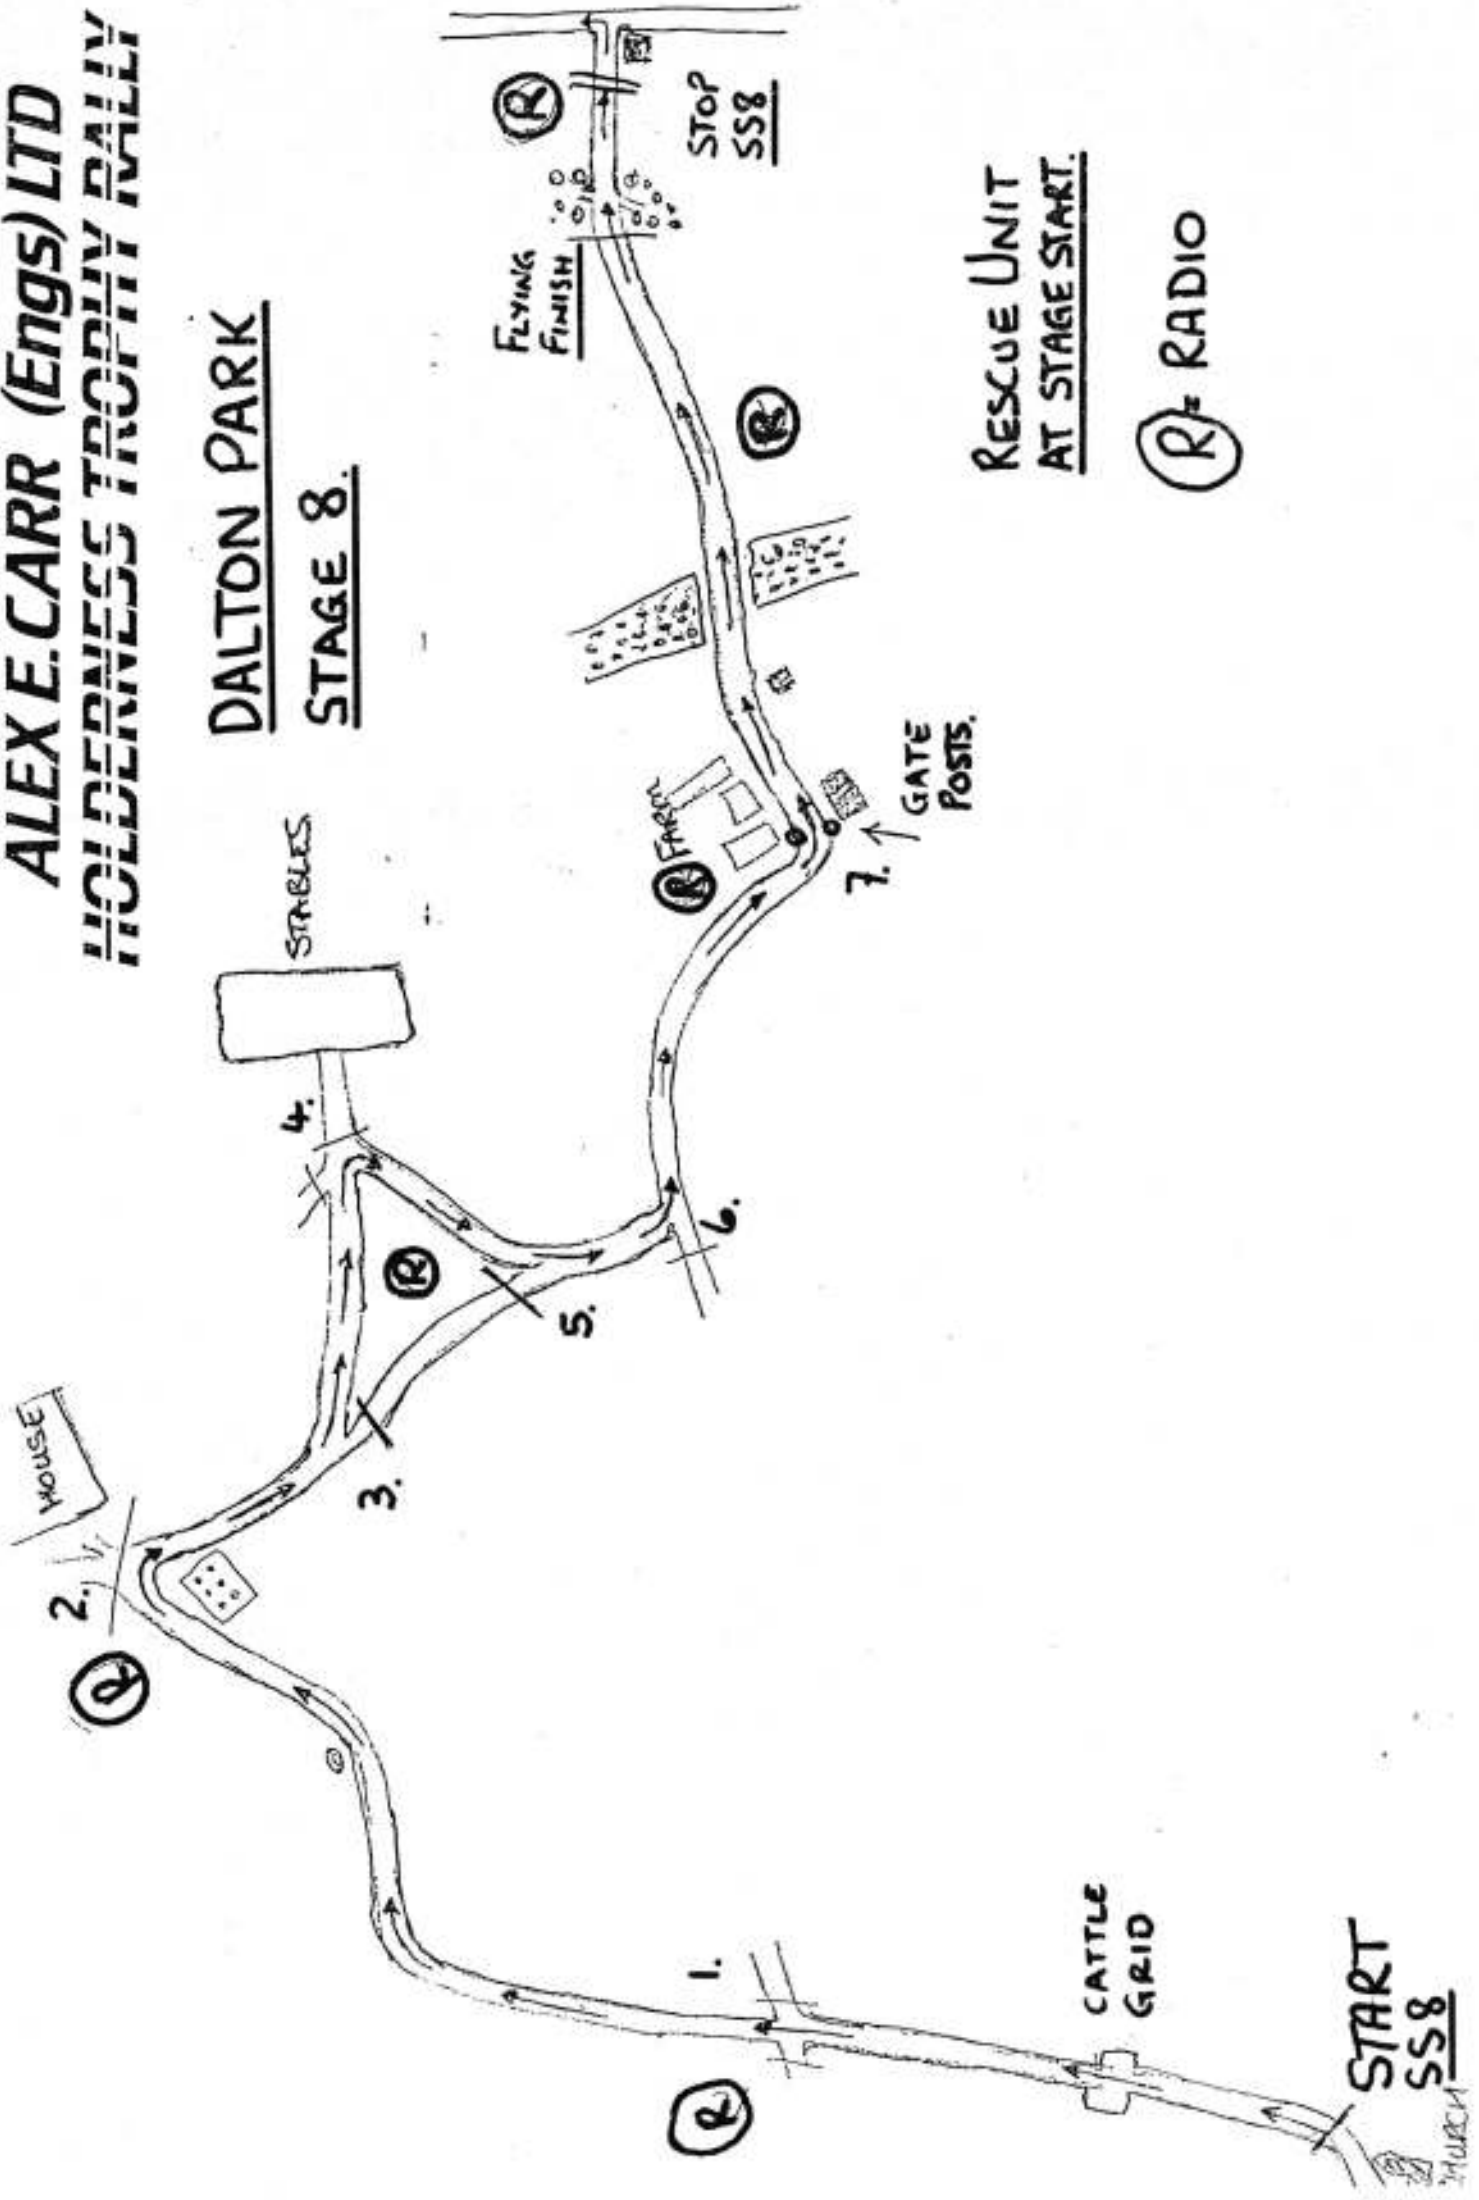 ALEX E. CARR (Engs) LTD
HOLDERNESS TROPHY RALLY
DALTON PARK
STAGE 8.
START
SS8
CHURCH
CATTLE
GRID
1.
R
R
2.
HOUSE
3.
R
4.
STABLES
5.
6.
R
FARM
7.
GATE
POSTS.
R
FLYING
FINISH
R
STOP
SS8
RESCUE UNIT
AT STAGE START.
R = RADIO